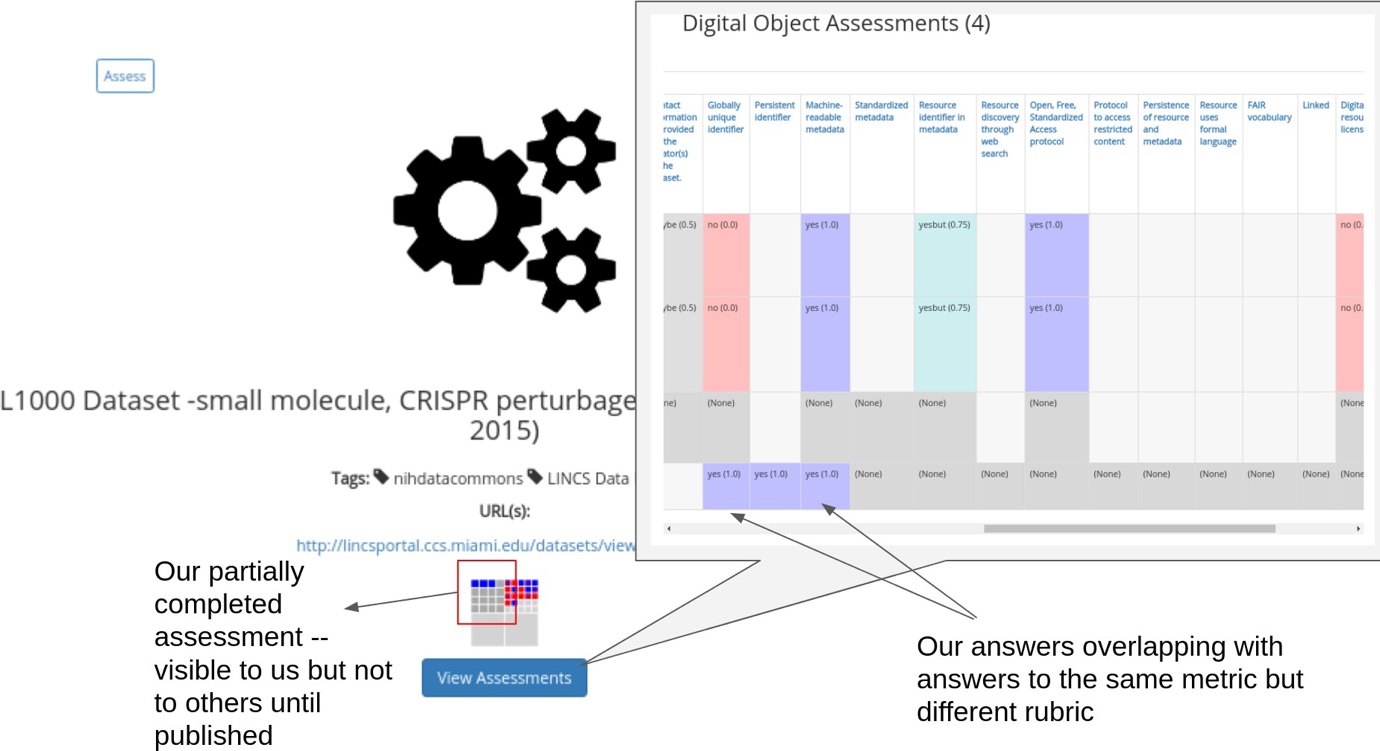 Digital Object Assessments (4)
Assess
tact
rmation
rovided
the
ator(s)
he
aset.
Globally
unique
identifier
Persistent
identifier
Machine-
readable
metadata
Standardized
metadata
Resource
identifier in
metadata
Resource
discovery
through
web
search
Open, Free,
Standardized
Access
protocol
Protocol
to access
restricted
content
Persistence
of resource
and
metadata
Resource
uses
formal
language
FAIR
vocabulary
Linked
Digita
resou
licens
ybe (0.5) no (0.0) yes (1.0) yesbut (0.75) yes (1.0) no (0.
ybe (0.5) no (0.0) yes (1.0) yesbut (0.75) yes (1.0) no (0.
ne) (None) (None) (None) (None) (None) (None
yes (1.0) yes (1.0) yes (1.0) (None) (None) (None) (None) (None) (None) (None) (None) (None) (None
L1000 Dataset -small molecule, CRISPR perturbage
2015)
Tags: nihdatacommons LINCS Data
URL(s):
http://lincsportal.ccs.miami.edu/datasets/view
Our partially
completed
assessment --
visible to us but not
to others until
published
View Assessments
Our answers overlapping with
answers to the same metric but
different rubric